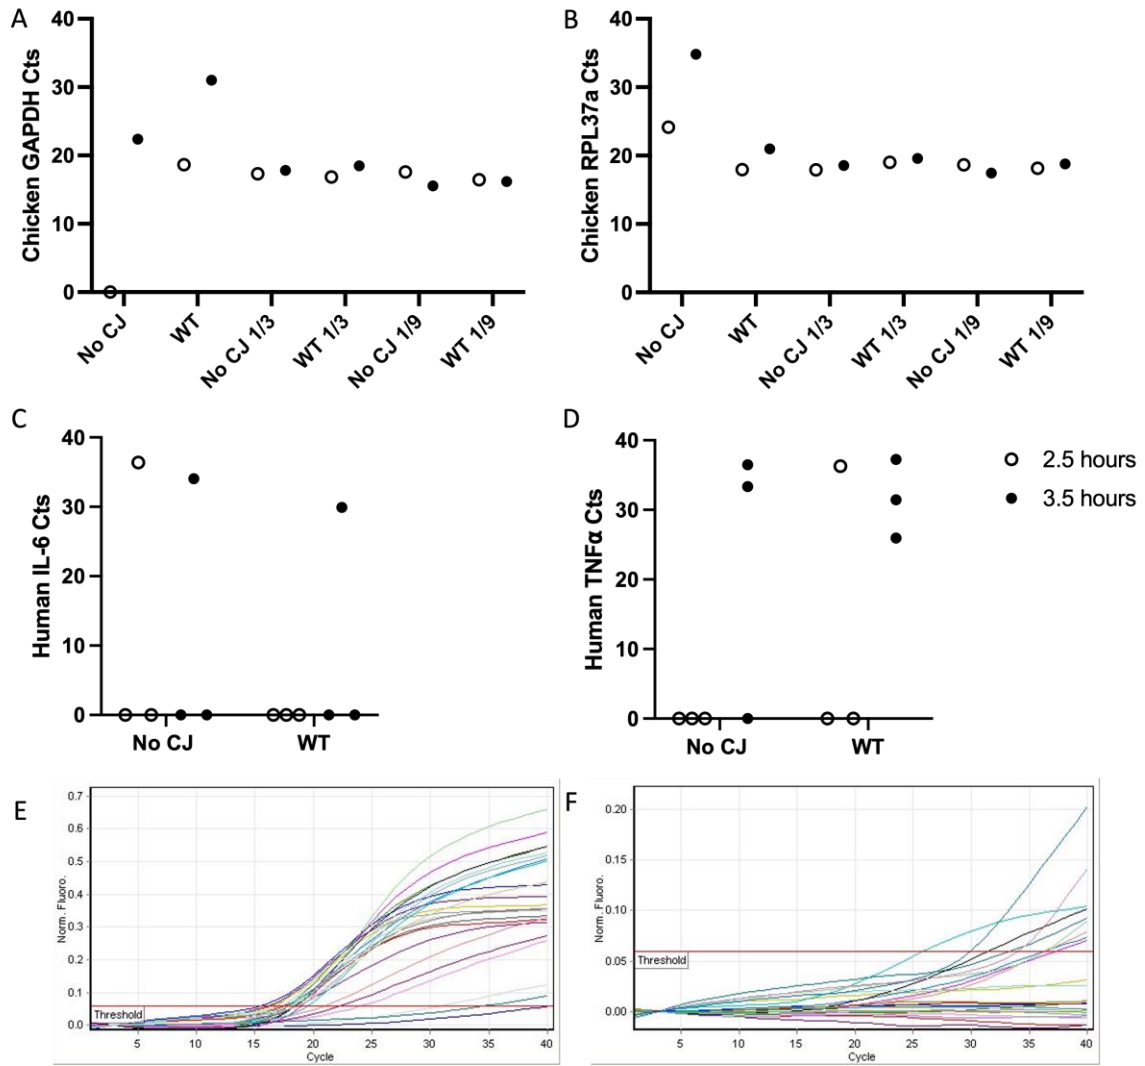 A
Chicken GAPDH Cts
40
30
20
10
0
No CJ
WT
No CJ 1/3
WT 1/3
No CJ 1/9
WT 1/9
B
Chicken RPL37a Cts
40
30
20
10
0
No CJ
WT
No CJ 1/3
WT 1/3
No CJ 1/9
WT 1/9
C
Human IL-6 Cts
40
30
20
10
0
No CJ
WT
D
Human TNFα Cts
40
30
20
10
0
No CJ
WT
2.5 hours
3.5 hours
E
Norm. Fluoro.
0.7
0.6
0.5
0.4
0.3
0.2
0.1
0.0
Threshold
5 10 15 20 25 30 35 40
Cycle
F
Norm. Fluoro.
0.20
0.15
0.10
0.05
0.00
Threshold
5 10 15 20 25 30 35 40
Cycle